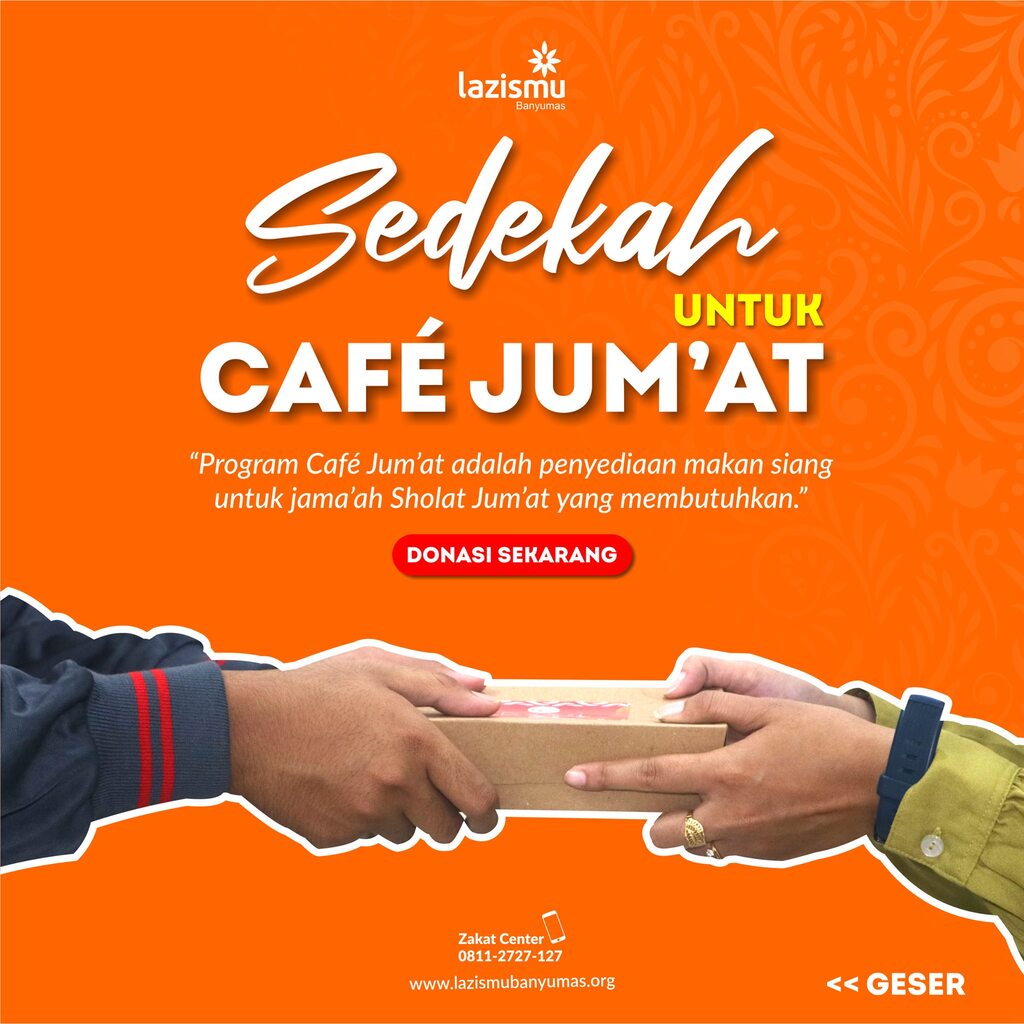 lazismu
Banyumas
Sedekah
UNTUK
CAFÉ JUM’AT
“Program Café Jum’at adalah penyediaan makan siang
untuk jama’ah Sholat Jum’at yang membutuhkan.”
DONASI SEKARANG
Zakat Center
0811-2727-127
www.lazismubanyumas.org
<< GESER